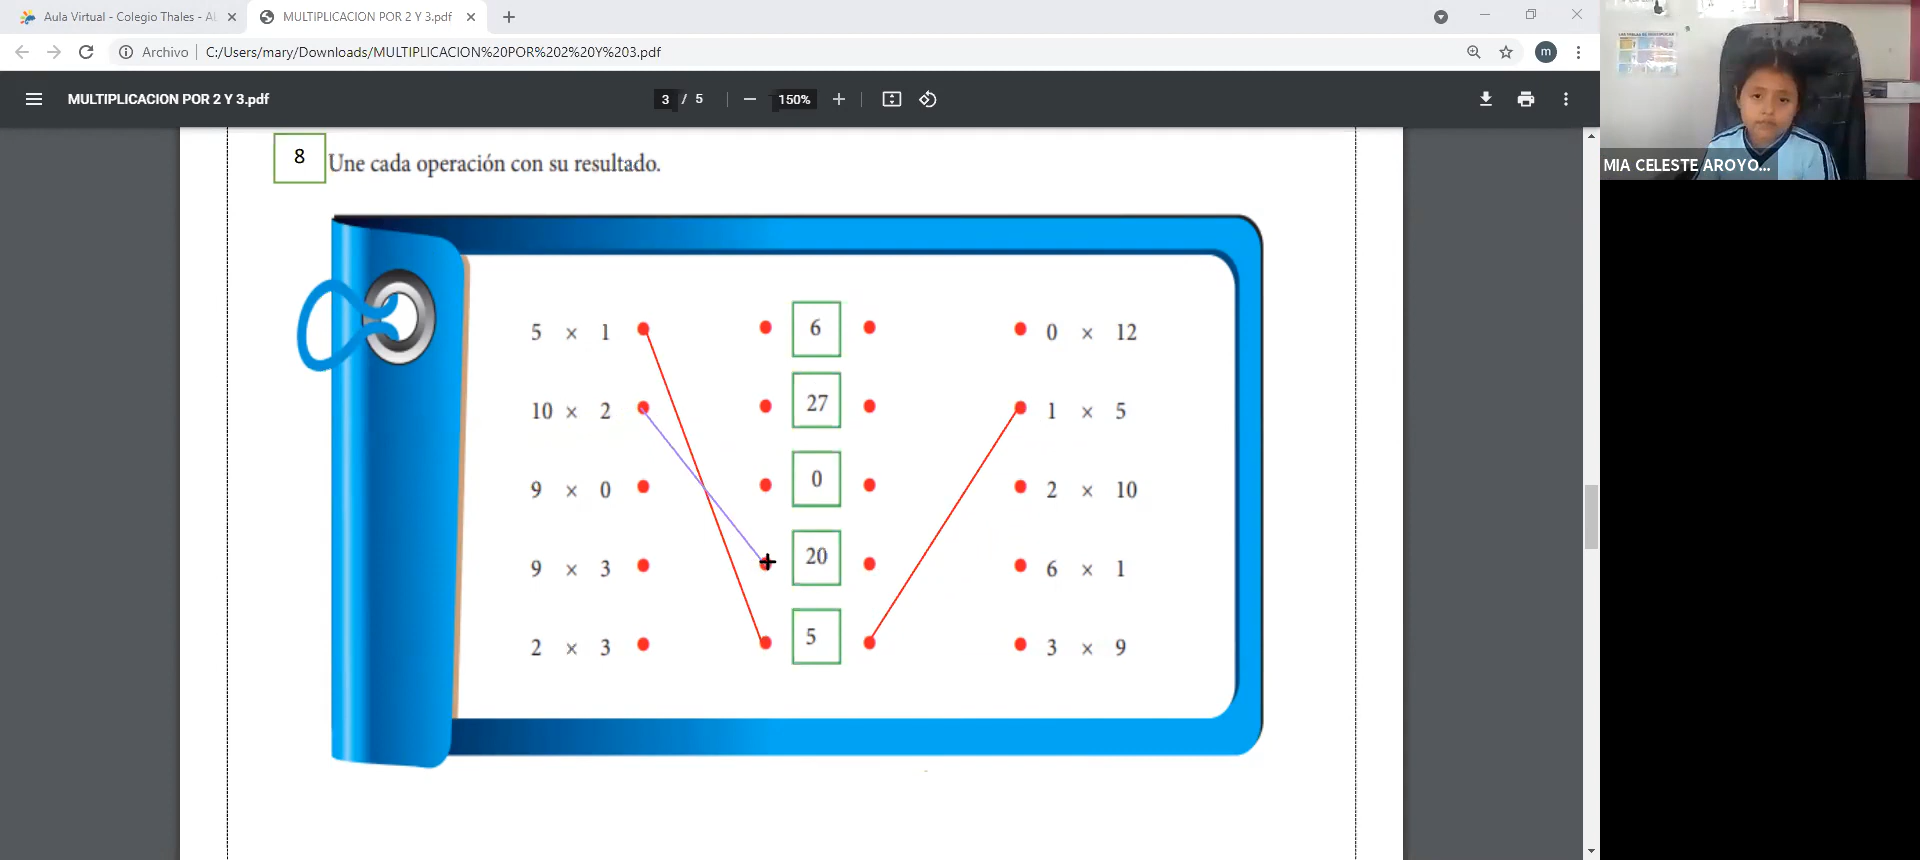 Aula Virtual - Colegio Thales - Al
MULTIPLICACION POR 2 Y 3.pdf
Archivo
C:/Users/mary/Downloads/MULTIPLICACION%20POR%202%20Y%203.pdf
m
MULTIPLICACION POR 2 Y 3.pdf
3 / 5
150%
MIA CELESTE AROYO...
8
Une cada operación con su resultado.
5 × 1 6 0 × 12
10 × 2 27 1 × 5
9 × 0 0 2 × 10
9 × 3 20 6 × 1
2 × 3 5 3 × 9